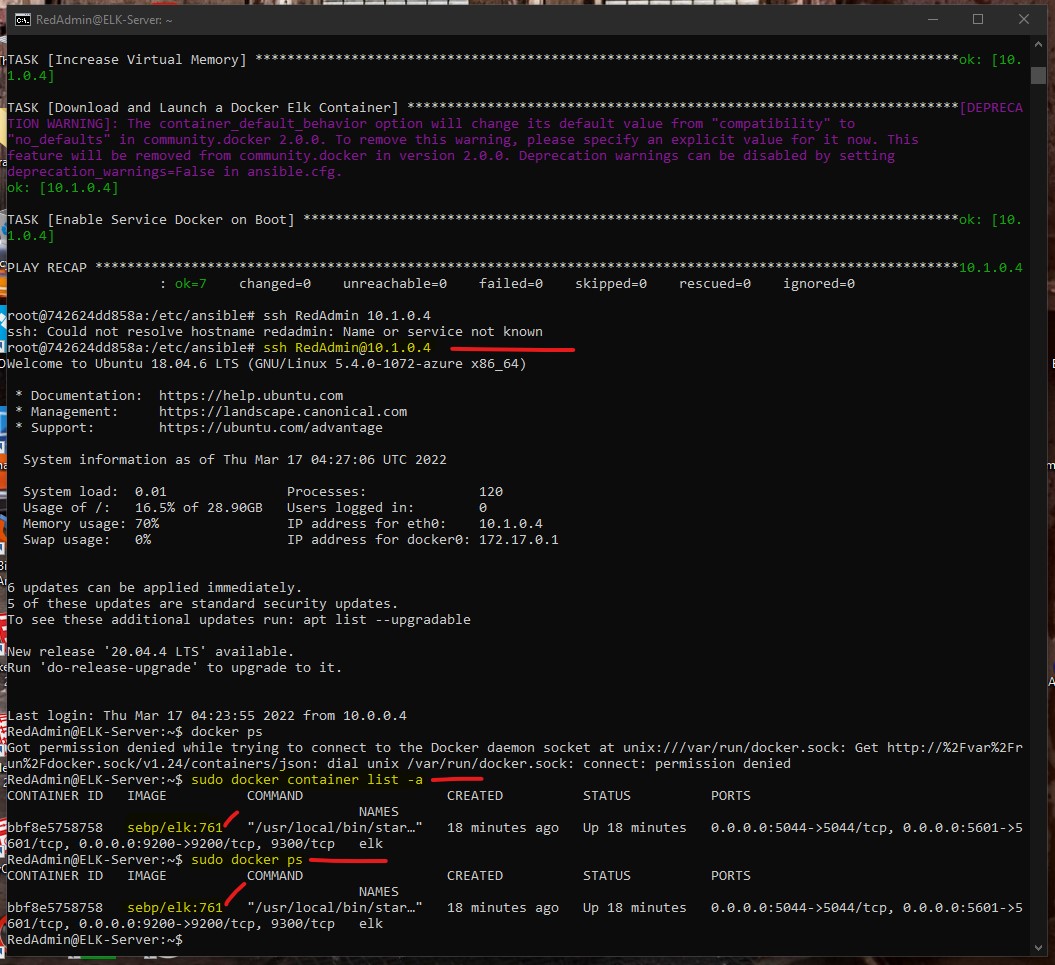 RedAdmin@ELK-Server: ~
TASK [Increase Virtual Memory] ****************************************************************************************ok: [10.
1.0.4]
TASK [Download and Launch a Docker Elk Container] *********************************************************************[DEPRECA
TION WARNING]: The container_default_behavior option will change its default value from "compatibility" to
"no_defaults" in community.docker 2.0.0. To remove this warning, please specify an explicit value for it now. This
feature will be removed from community.docker in version 2.0.0. Deprecation warnings can be disabled by setting
deprecation_warnings=False in ansible.cfg.
ok: [10.1.0.4]
TASK [Enable Service Docker on Boot] **********************************************************************************ok: [10.
1.0.4]
PLAY RECAP ************************************************************************************************************10.1.0.4
: ok=7    changed=0    unreachable=0    failed=0    skipped=0    rescued=0    ignored=0
root@742624dd858a:/etc/ansible# ssh RedAdmin 10.1.0.4
ssh: Could not resolve hostname redadmin: Name or service not known
root@742624dd858a:/etc/ansible# ssh RedAdmin@10.1.0.4
Welcome to Ubuntu 18.04.6 LTS (GNU/Linux 5.4.0-1072-azure x86_64)
* Documentation:  https://help.ubuntu.com
* Management:     https://landscape.canonical.com
* Support:        https://ubuntu.com/advantage
System information as of Thu Mar 17 04:27:06 UTC 2022
System load:  0.01               Processes:              120
Usage of /:   16.5% of 28.90GB   Users logged in:        0
Memory usage: 70%                IP address for eth0:    10.1.0.4
Swap usage:   0%                 IP address for docker0: 172.17.0.1
6 updates can be applied immediately.
5 of these updates are standard security updates.
To see these additional updates run: apt list --upgradable
New release '20.04.4 LTS' available.
Run 'do-release-upgrade' to upgrade to it.
Last login: Thu Mar 17 04:23:55 2022 from 10.0.0.4
RedAdmin@ELK-Server:~$ docker ps
Got permission denied while trying to connect to the Docker daemon socket at unix:///var/run/docker.sock: Get http://%2Fvar%2Fr
un%2Fdocker.sock/v1.24/containers/json: dial unix /var/run/docker.sock: connect: permission denied
RedAdmin@ELK-Server:~$ sudo docker container list -a
CONTAINER ID   IMAGE          COMMAND                  CREATED          STATUS          PORTS
NAMES
bbf8e5758758   sebp/elk:761   "/usr/local/bin/star…"   18 minutes ago   Up 18 minutes   0.0.0.0:5044->5044/tcp, 0.0.0.0:5601->5
601/tcp, 0.0.0.0:9200->9200/tcp, 9300/tcp   elk
RedAdmin@ELK-Server:~$ sudo docker ps
CONTAINER ID   IMAGE          COMMAND                  CREATED          STATUS          PORTS
NAMES
bbf8e5758758   sebp/elk:761   "/usr/local/bin/star…"   18 minutes ago   Up 18 minutes   0.0.0.0:5044->5044/tcp, 0.0.0.0:5601->5
601/tcp, 0.0.0.0:9200->9200/tcp, 9300/tcp   elk
RedAdmin@ELK-Server:~$